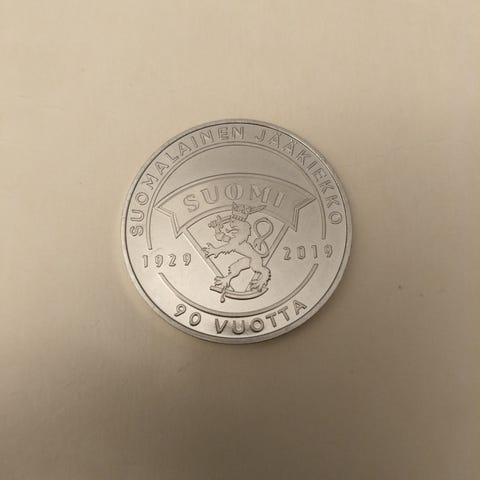 SUOMALAINEN JÄÄKIEKKO
SUOMI
1929 2019
90 VUOTTA